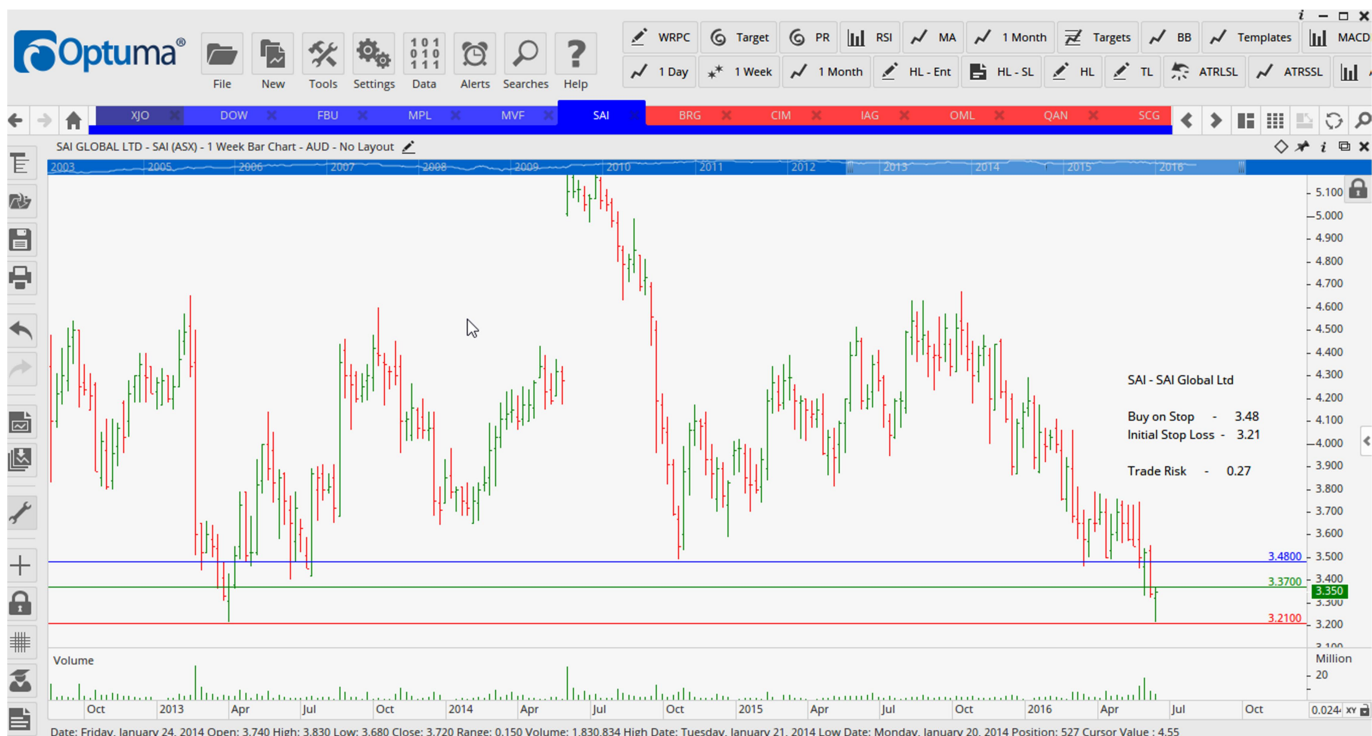 i
Optuma®
101
010
111
File New Tools Settings Data Alerts Searches Help
WRPC Target PR RSI MA 1 Month Targets BB Templates MACD
1 Day 1 Week 1 Month HL - Ent HL - SL HL TL ATRLSL ATRSSL
XJO DOW FBU MPL MVF SAI BRG CIM IAG OML QAN SCG
SAI GLOBAL LTD - SAI (ASX) - 1 Week Bar Chart - AUD - No Layout
2003 2005 2006 2007 2008 2009 2010 2011 2012 2013 2014 2015 2016
5.100
5.000
4.900
4.800
4.700
4.600
4.500
4.400
4.300
4.200
4.100
4.000
3.900
3.800
3.700
3.600
3.500
3.400
3.350
3.300
3.200
3.100
SAI - SAI Global Ltd
Buy on Stop - 3.48
Initial Stop Loss - 3.21
Trade Risk - 0.27
3.4800
3.3700
3.2100
Volume
Million
20
Oct 2013 Apr Jul Oct 2014 Apr Jul Oct 2015 Apr Jul Oct 2016 Apr Jul Oct XY
Date: Friday, January 24, 2014 Open: 3.740 High: 3.830 Low: 3.680 Close: 3.720 Range: 0.150 Volume: 1,830,834 High Date: Tuesday, January 21, 2014 Low Date: Monday, January 20, 2014 Position: 527 Cursor Value : 4.55